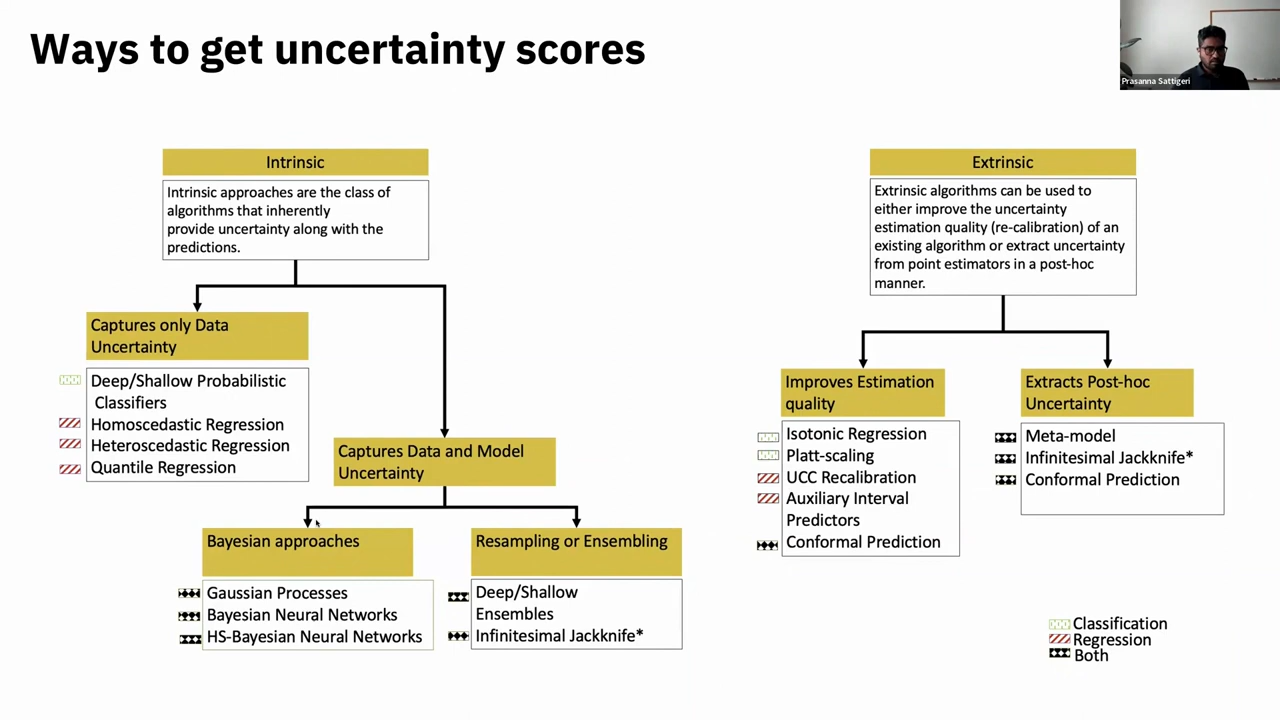 Ways to get uncertainty scores
Prasanna Sattigeri
Intrinsic
Intrinsic approaches are the class of
algorithms that inherently
provide uncertainty along with the
predictions.
Captures only Data
Uncertainty
Deep/Shallow Probabilistic
Classifiers
Homoscedastic Regression
Heteroscedastic Regression
Quantile Regression
Captures Data and Model
Uncertainty
Bayesian approaches
Gaussian Processes
Bayesian Neural Networks
HS-Bayesian Neural Networks
Resampling or Ensembling
Deep/Shallow
Ensembles
Infinitesimal Jackknife*
Extrinsic
Extrinsic algorithms can be used to
either improve the uncertainty
estimation quality (re-calibration) of an
existing algorithm or extract uncertainty
from point estimators in a post-hoc
manner.
Improves Estimation
quality
Isotonic Regression
Platt-scaling
UCC Recalibration
Auxiliary Interval
Predictors
Conformal Prediction
Extracts Post-hoc
Uncertainty
Meta-model
Infinitesimal Jackknife*
Conformal Prediction
Classification
Regression
Both